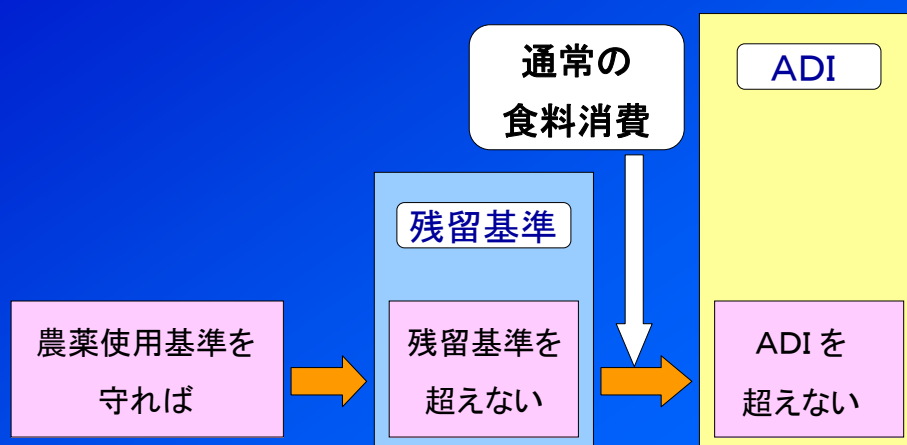 通常の
食料消費
ADI
残留基準
農薬使用基準を
守れば
残留基準を
超えない
ADIを
超えない